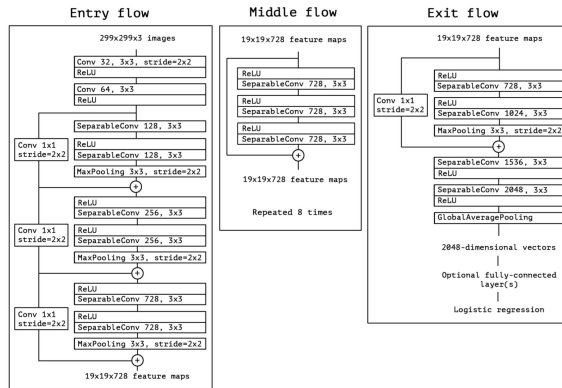 Entry flow
299x299x3 images
Conv 32, 3x3, stride=2x2
ReLU
Conv 64, 3x3
ReLU
Conv 1x1
stride=2x2
SeparableConv 128, 3x3
ReLU
SeparableConv 128, 3x3
MaxPooling 3x3, stride=2x2
+
Conv 1x1
stride=2x2
ReLU
SeparableConv 256, 3x3
ReLU
SeparableConv 256, 3x3
MaxPooling 3x3, stride=2x2
+
Conv 1x1
stride=2x2
ReLU
SeparableConv 728, 3x3
ReLU
SeparableConv 728, 3x3
MaxPooling 3x3, stride=2x2
+
19x19x728 feature maps
Middle flow
19x19x728 feature maps
ReLU
SeparableConv 728, 3x3
ReLU
SeparableConv 728, 3x3
ReLU
SeparableConv 728, 3x3
+
19x19x728 feature maps
Repeated 8 times
Exit flow
19x19x728 feature maps
Conv 1x1
stride=2x2
ReLU
SeparableConv 728, 3x3
ReLU
SeparableConv 1024, 3x3
MaxPooling 3x3, stride=2x2
+
SeparableConv 1536, 3x3
ReLU
SeparableConv 2048, 3x3
ReLU
GlobalAveragePooling
2048-dimensional vectors
Optional fully-connected
layer(s)
Logistic regression